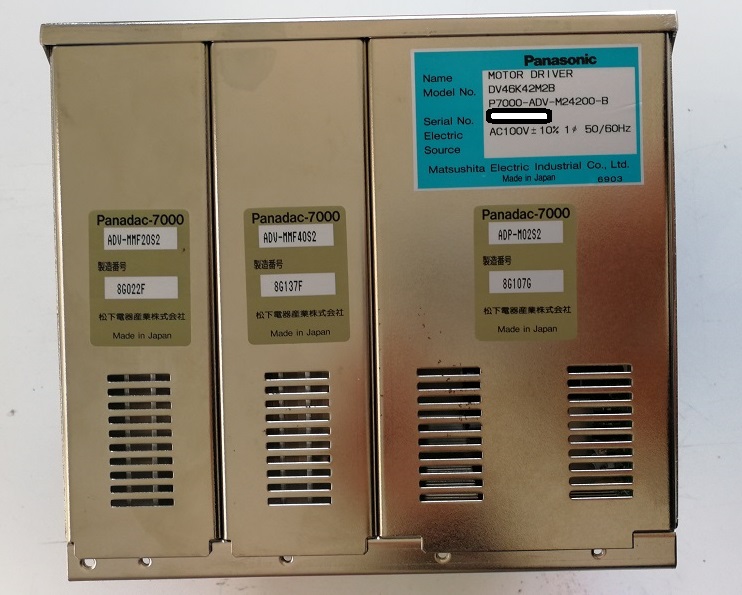 Panasonic
Name MOTOR DRIVER
Model No. DV46K42M2B
P7000-ADV-M24200-B
Serial No.
Electric AC100V±10% 1ϕ 50/60Hz
Source
Matsushita Electric Industrial Co., Ltd.
Made in Japan 6903
Panadac-7000
ADV-MMF20S2
製造番号
8G022F
松下電器産業株式会社
Made in Japan
Panadac-7000
ADV-MMF40S2
製造番号
8G137F
松下電器産業株式会社
Made in Japan
Panadac-7000
ADP-M02S2
製造番号
8G107G
松下電器産業株式会社
Made in Japan